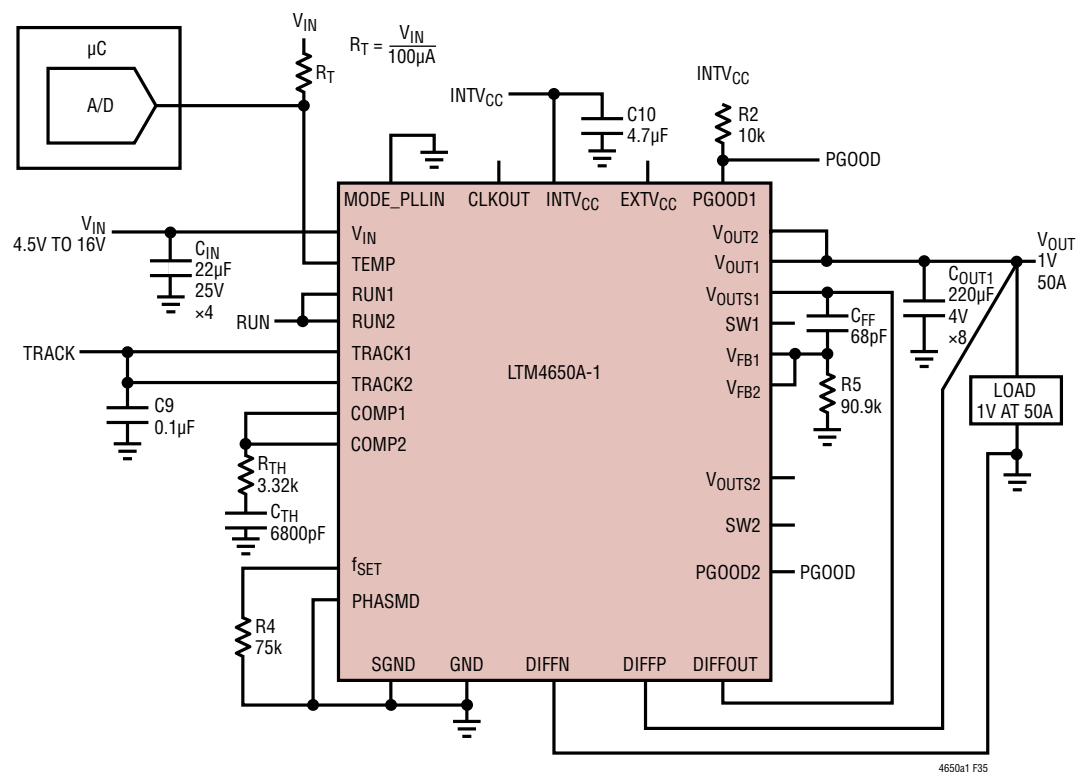 µC
A/D
VIN
RT
RT = VIN
100µA
INTVCC
C10
4.7µF
INTVCC
R2
10k
PGOOD
MODE_PLLIN CLKOUT INTVCC EXTVCC PGOOD1
VIN
4.5V TO 16V
CIN
22µF
25V
×4
RUN
TRACK
C9
0.1µF
RTH
3.32k
CTH
6800pF
R4
75k
VIN
TEMP
RUN1
RUN2
TRACK1
TRACK2
COMP1
COMP2
fSET
PHASMD
LTM4650A-1
VOUT2
VOUT1
VOUTS1
SW1
VFB1
VFB2
VOUTS2
SW2
PGOOD2
PGOOD
SGND GND DIFFN DIFFP DIFFOUT
CFF
68pF
R5
90.9k
COUT1
220µF
4V
×8
VOUT
1V
50A
LOAD
1V AT 50A
4650a1 F35